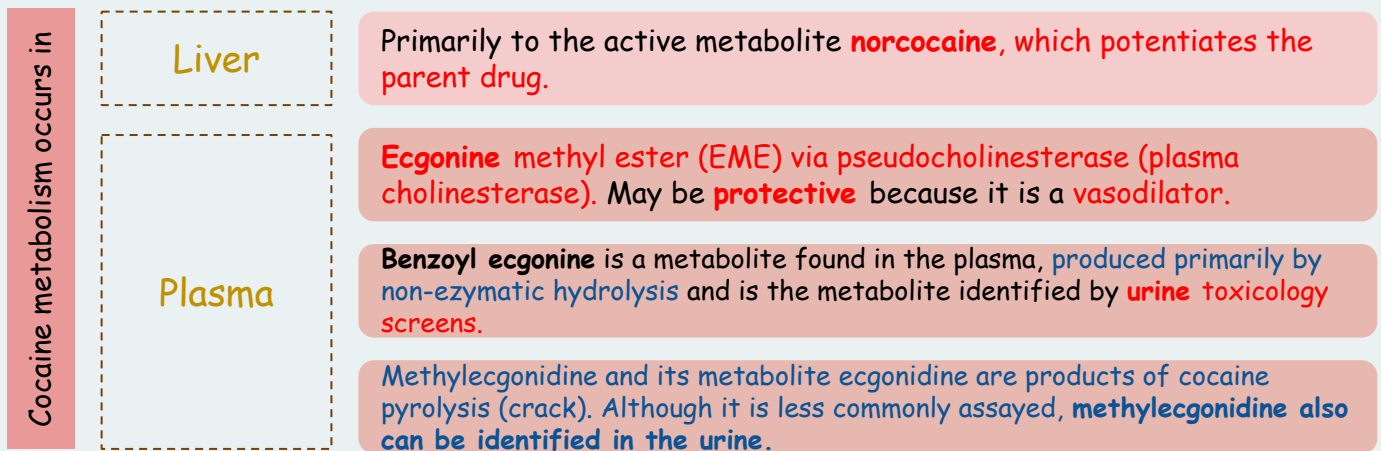 Cocaine metabolism occurs in
Liver
Primarily to the active metabolite norcocaine, which potentiates the
parent drug.
Plasma
Ecgonine methyl ester (EME) via pseudocholinesterase (plasma
cholinesterase). May be protective because it is a vasodilator.
Benzoyl ecgonine is a metabolite found in the plasma, produced primarily by
non-ezymatic hydrolysis and is the metabolite identified by urine toxicology
screens.
Methylecgonidine and its metabolite ecgonidine are products of cocaine
pyrolysis (crack). Although it is less commonly assayed, methylecgonidine also
can be identified in the urine.